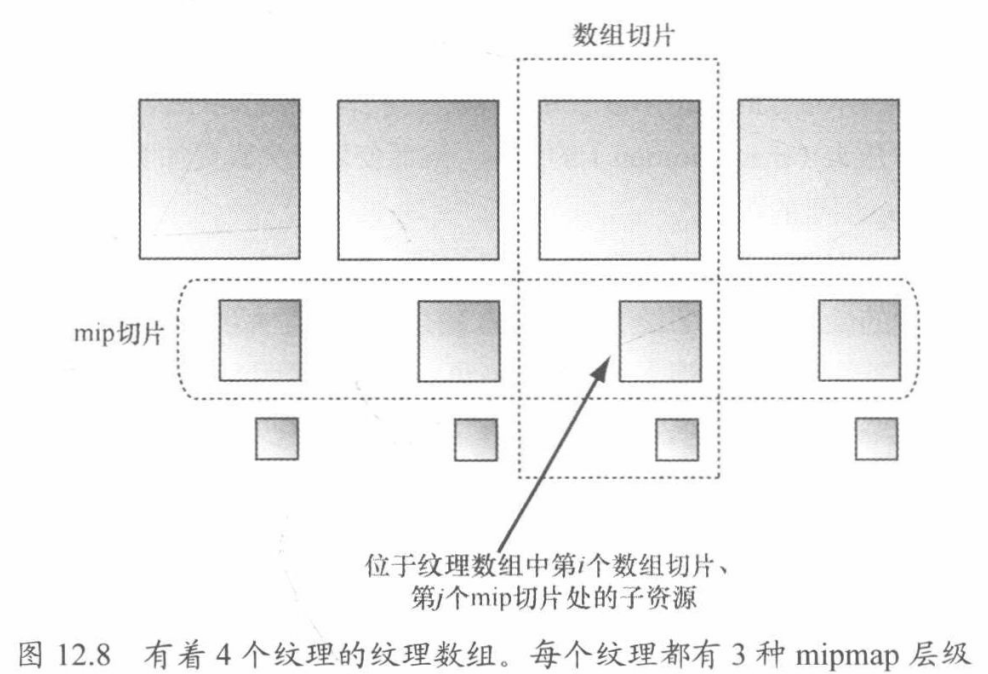 数组切片
mip切片
位于纹理数组中第i个数组切片、
第j个mip切片处的子资源
图 12.8 有着 4 个纹理的纹理数组。每个纹理都有 3 种 mipmap 层级